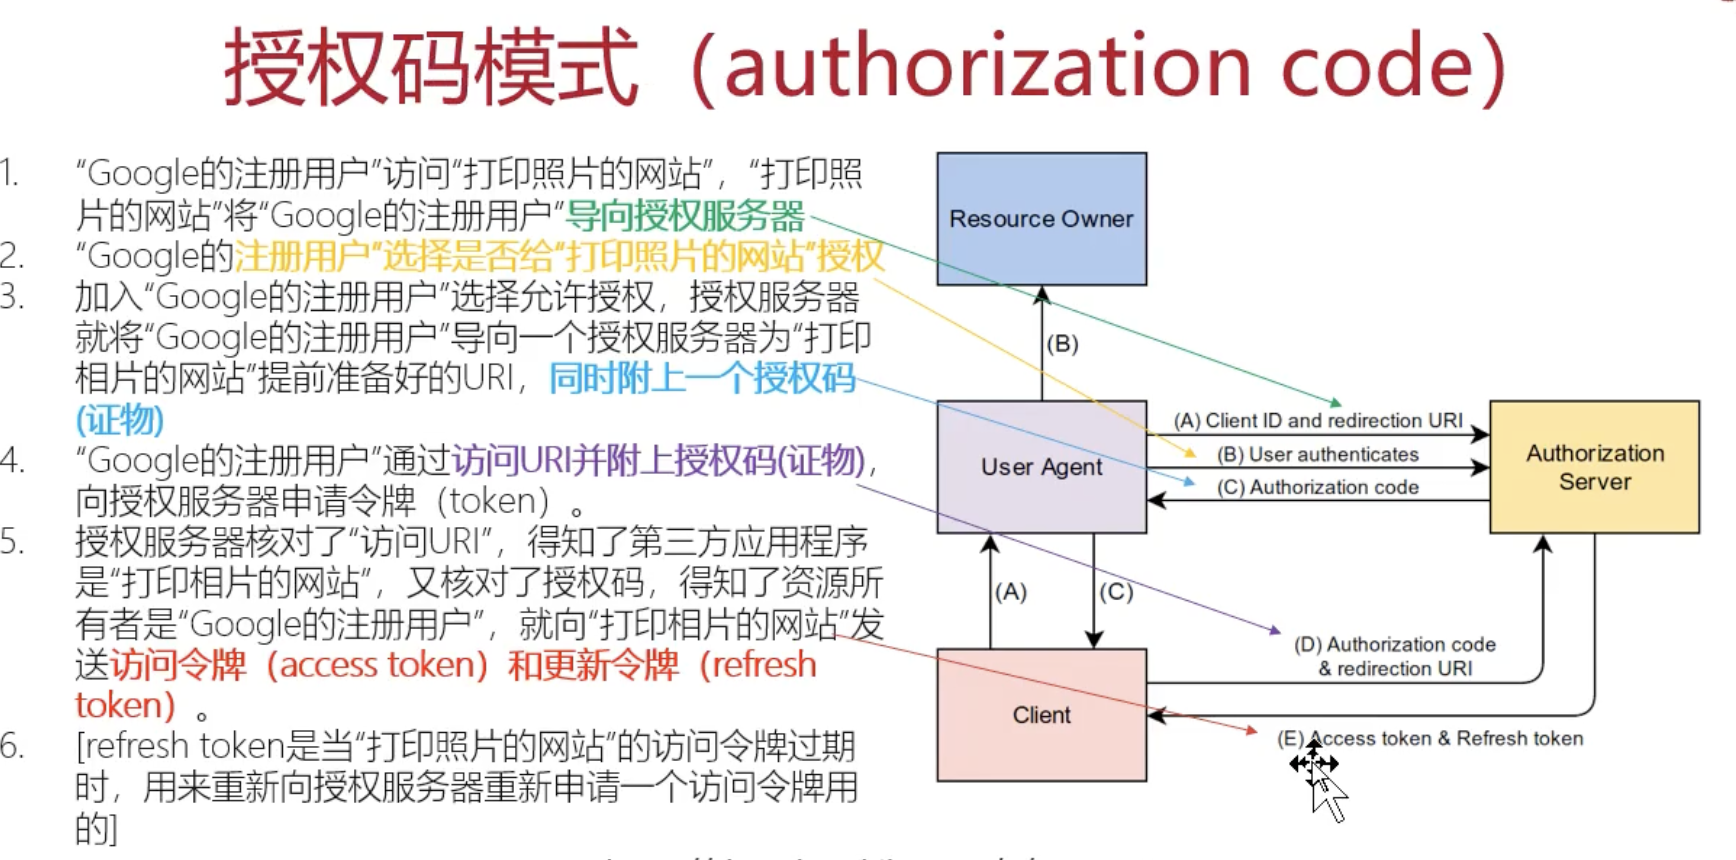 授权码模式（authorization code）
1. “Google的注册用户”访问“打印照片的网站”，“打印照
片的网站”将“Google的注册用户”导向授权服务器
2. “Google的注册用户”选择是否给“打印照片的网站”授权
3. 加入“Google的注册用户”选择允许授权，授权服务器
就将“Google的注册用户”导向一个授权服务器为“打印
相片的网站”提前准备好的URI，同时附上一个授权码
(证物)
4. “Google的注册用户”通过访问URI并附上授权码(证物)，
向授权服务器申请令牌（token）。
5. 授权服务器核对了“访问URI”，得知了第三方应用程序
是“打印相片的网站”，又核对了授权码，得知了资源所
有者是“Google的注册用户”，就向“打印相片的网站”发
送访问令牌（access token）和更新令牌（refresh
token）。
6. [refresh token是当“打印照片的网站”的访问令牌过期
时，用来重新向授权服务器重新申请一个访问令牌用
的]
Resource Owner
(B)
User Agent
(A) Client ID and redirection URI
(B) User authenticates
(C) Authorization code
Authorization
Server
(A)
(C)
Client
(D) Authorization code
& redirection URI
(E) Access token & Refresh token